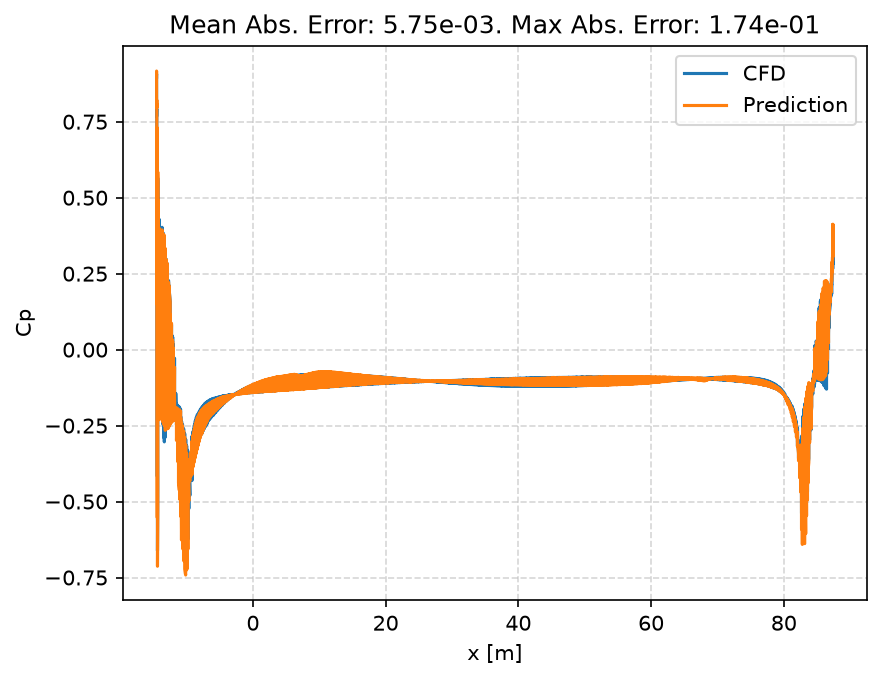 Mean Abs. Error: 5.75e-03. Max Abs. Error: 1.74e-01
CFD
Prediction
0.75
0.50
0.25
0.00
−0.25
−0.50
−0.75
Cp
0
20
40
60
80
x [m]